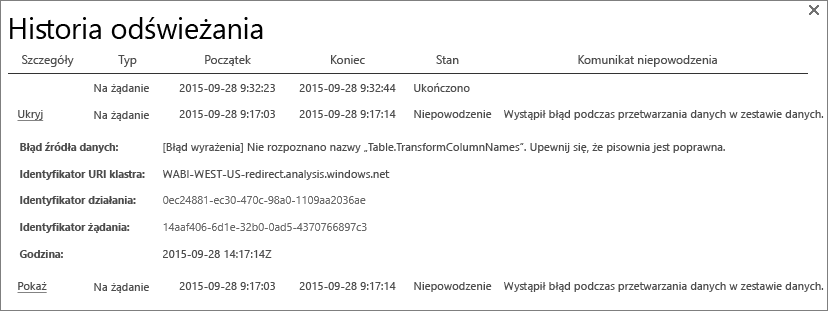 Historia odświeżania
Szczegóły Typ Początek Koniec Stan Komunikat niepowodzenia
Na żądanie 2015-09-28 9:32:23 2015-09-28 9:32:44 Ukończono
Ukryj Na żądanie 2015-09-28 9:17:03 2015-09-28 9:17:14 Niepowodzenie Wystąpił błąd podczas przetwarzania danych w zestawie danych.
Błąd źródła danych: [Błąd wyrażenia] Nie rozpoznano nazwy „Table.TransformColumnNames”. Upewnij się, że pisownia jest poprawna.
Identyfikator URI klastra: WABI-WEST-US-redirect.analysis.windows.net
Identyfikator działania: 0ec24881-ec30-470c-98a0-1109aa2036ae
Identyfikator żądania: 14aaf406-6d1e-32b0-0ad5-4370766897c3
Godzina: 2015-09-28 14:17:14Z
Pokaż Na żądanie 2015-09-28 9:17:03 2015-09-28 9:17:14 Niepowodzenie Wystąpił błąd podczas przetwarzania danych w zestawie danych.